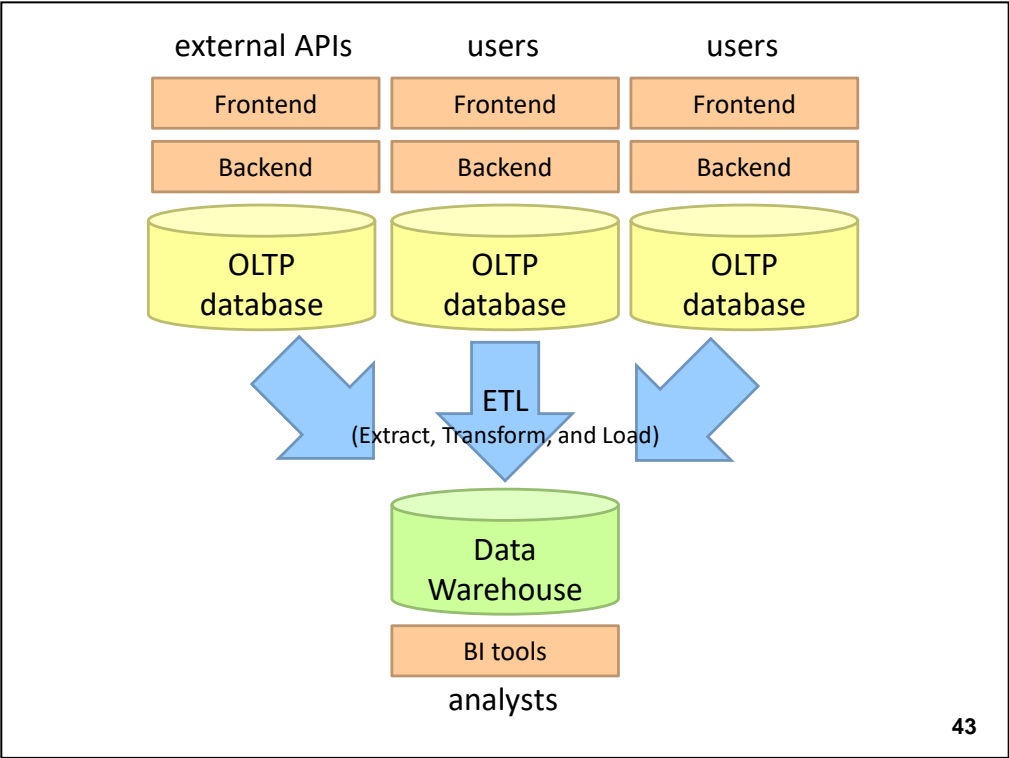 external APIs users users
Frontend Frontend Frontend
Backend Backend Backend
OLTP
database
OLTP
database
OLTP
database
ETL
(Extract, Transform, and Load)
Data
Warehouse
BI tools
analysts
43